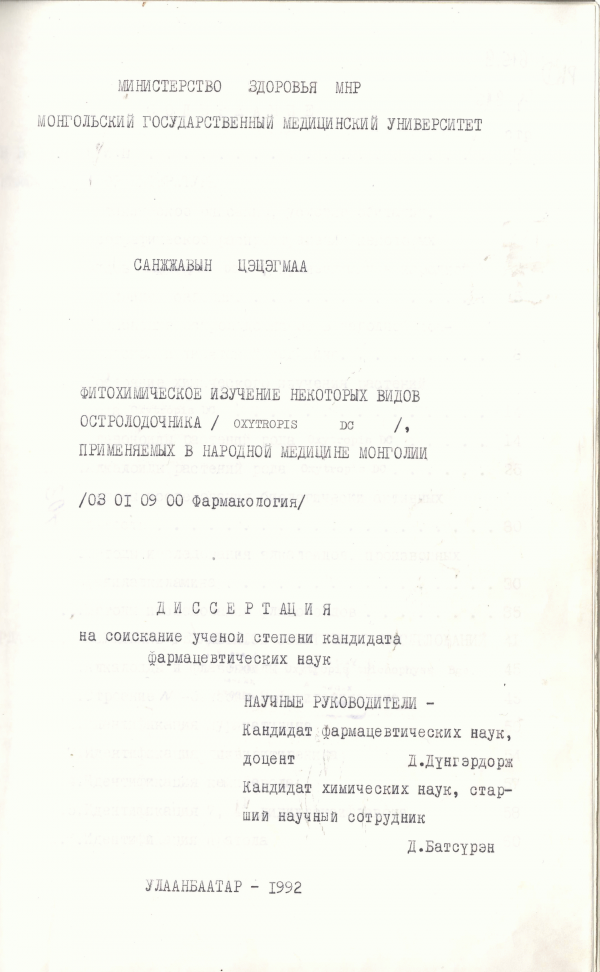 МИНИСТЕРСТВО ЗДОРОВЬЯ МНР
МОНГОЛЬСКИЙ ГОСУДАРСТВЕННЫЙ МЕДИЦИНСКИЙ УНИВЕРСИТЕТ
САНЖЖАВЫН ЦЭЦЭГМАА
ФИТОХИМИЧЕСКОЕ ИЗУЧЕНИЕ НЕКОТОРЫХ ВИДОВ
ОСТРОЛОДОЧНИКА / OXYTROPIS DC /,
ПРИМЕНЯЕМЫХ В НАРОДНОЙ МЕДИЦИНЕ МОНГОЛИИ
/03 01 09 00 Фармакология/
Д И С С Е Р Т А Ц И Я
на соискание ученой степени кандидата
фармацевтических наук
НАУЧНЫЕ РУКОВОДИТЕЛИ -
Кандидат фармацевтических наук,
доцент Д.Дүнгэрдорж
Кандидат химических наук, стар-
ший научный сотрудник
Д.Батсүрэн
УЛААНБААТАР - 1992